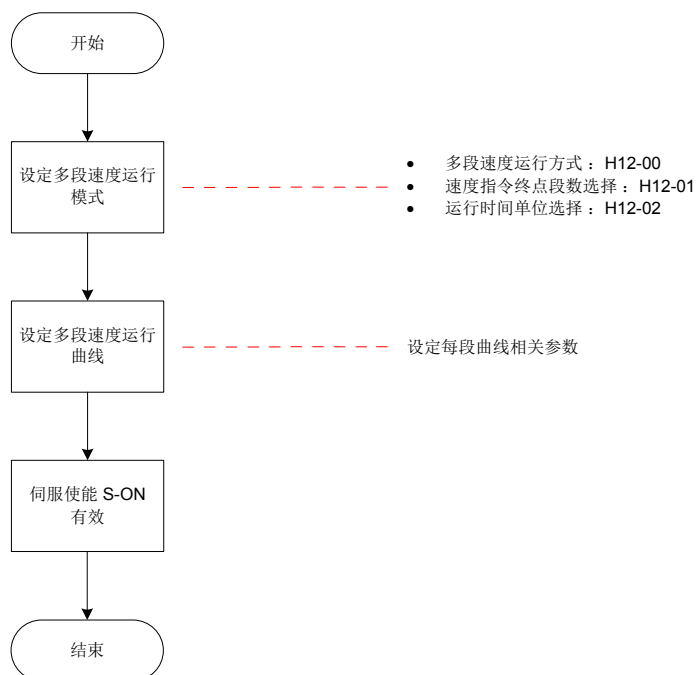 开始
设定多段速度运行
模式
• 多段速度运行方式：H12-00
• 速度指令终点段数选择：H12-01
• 运行时间单位选择：H12-02
设定多段速度运行
曲线
设定每段曲线相关参数
伺服使能 S-ON
有效
结束